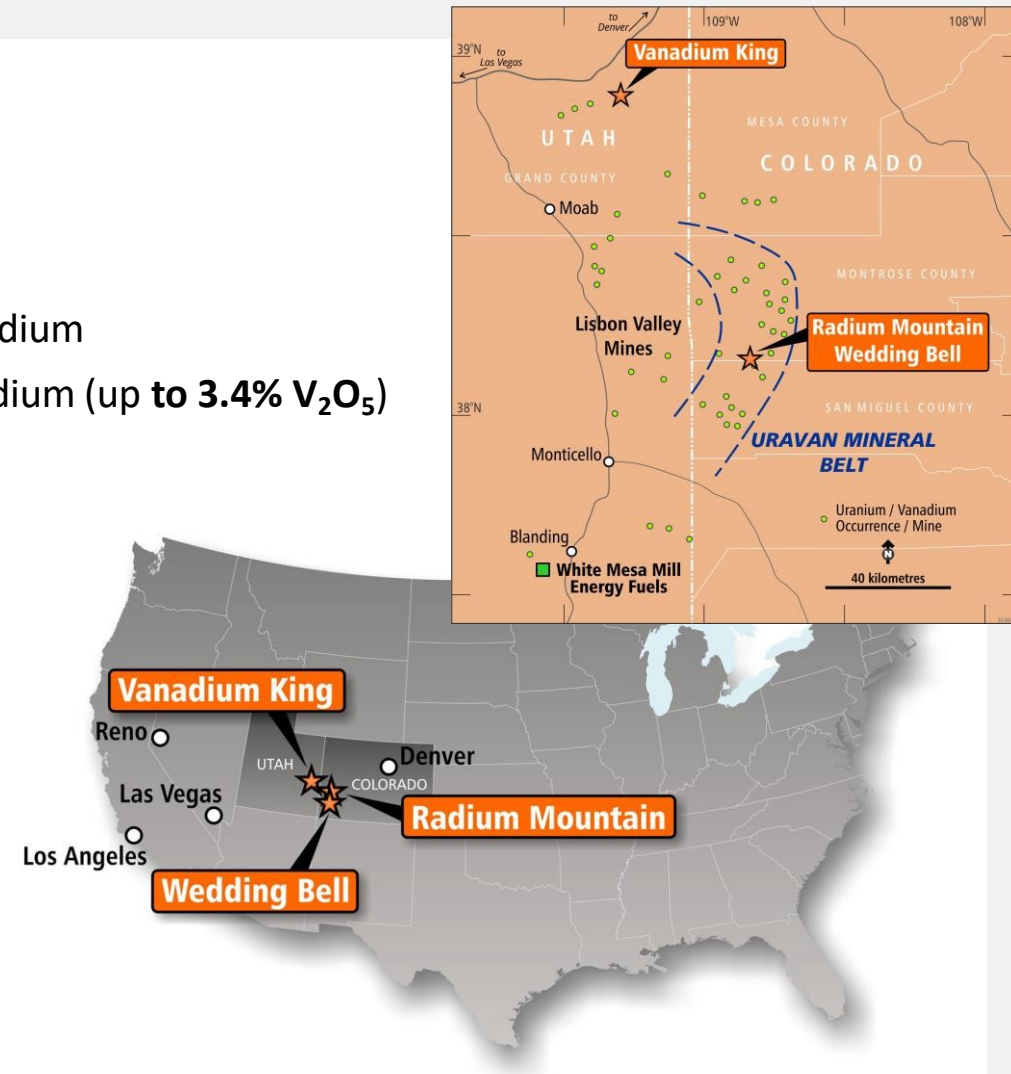 to
Denver
109°W
108°W
39°N
to
Las Vegas
Vanadium King
UTAH
MESA COUNTY
COLORADO
GRAND COUNTY
Moab
MONTROSE COUNTY
Lisbon Valley
Mines
Radium Mountain
Wedding Bell
38°N
SAN MIGUEL COUNTY
URAVAN MINERAL
BELT
Monticello
Uranium / Vanadium
Occurrence / Mine
N
Blanding
White Mesa Mill
Energy Fuels
40 kilometres
dium
dium (up to 3.4% V₂O₅)
Vanadium King
Reno
UTAH
Denver
COLORADO
Las Vegas
Radium Mountain
Los Angeles
Wedding Bell